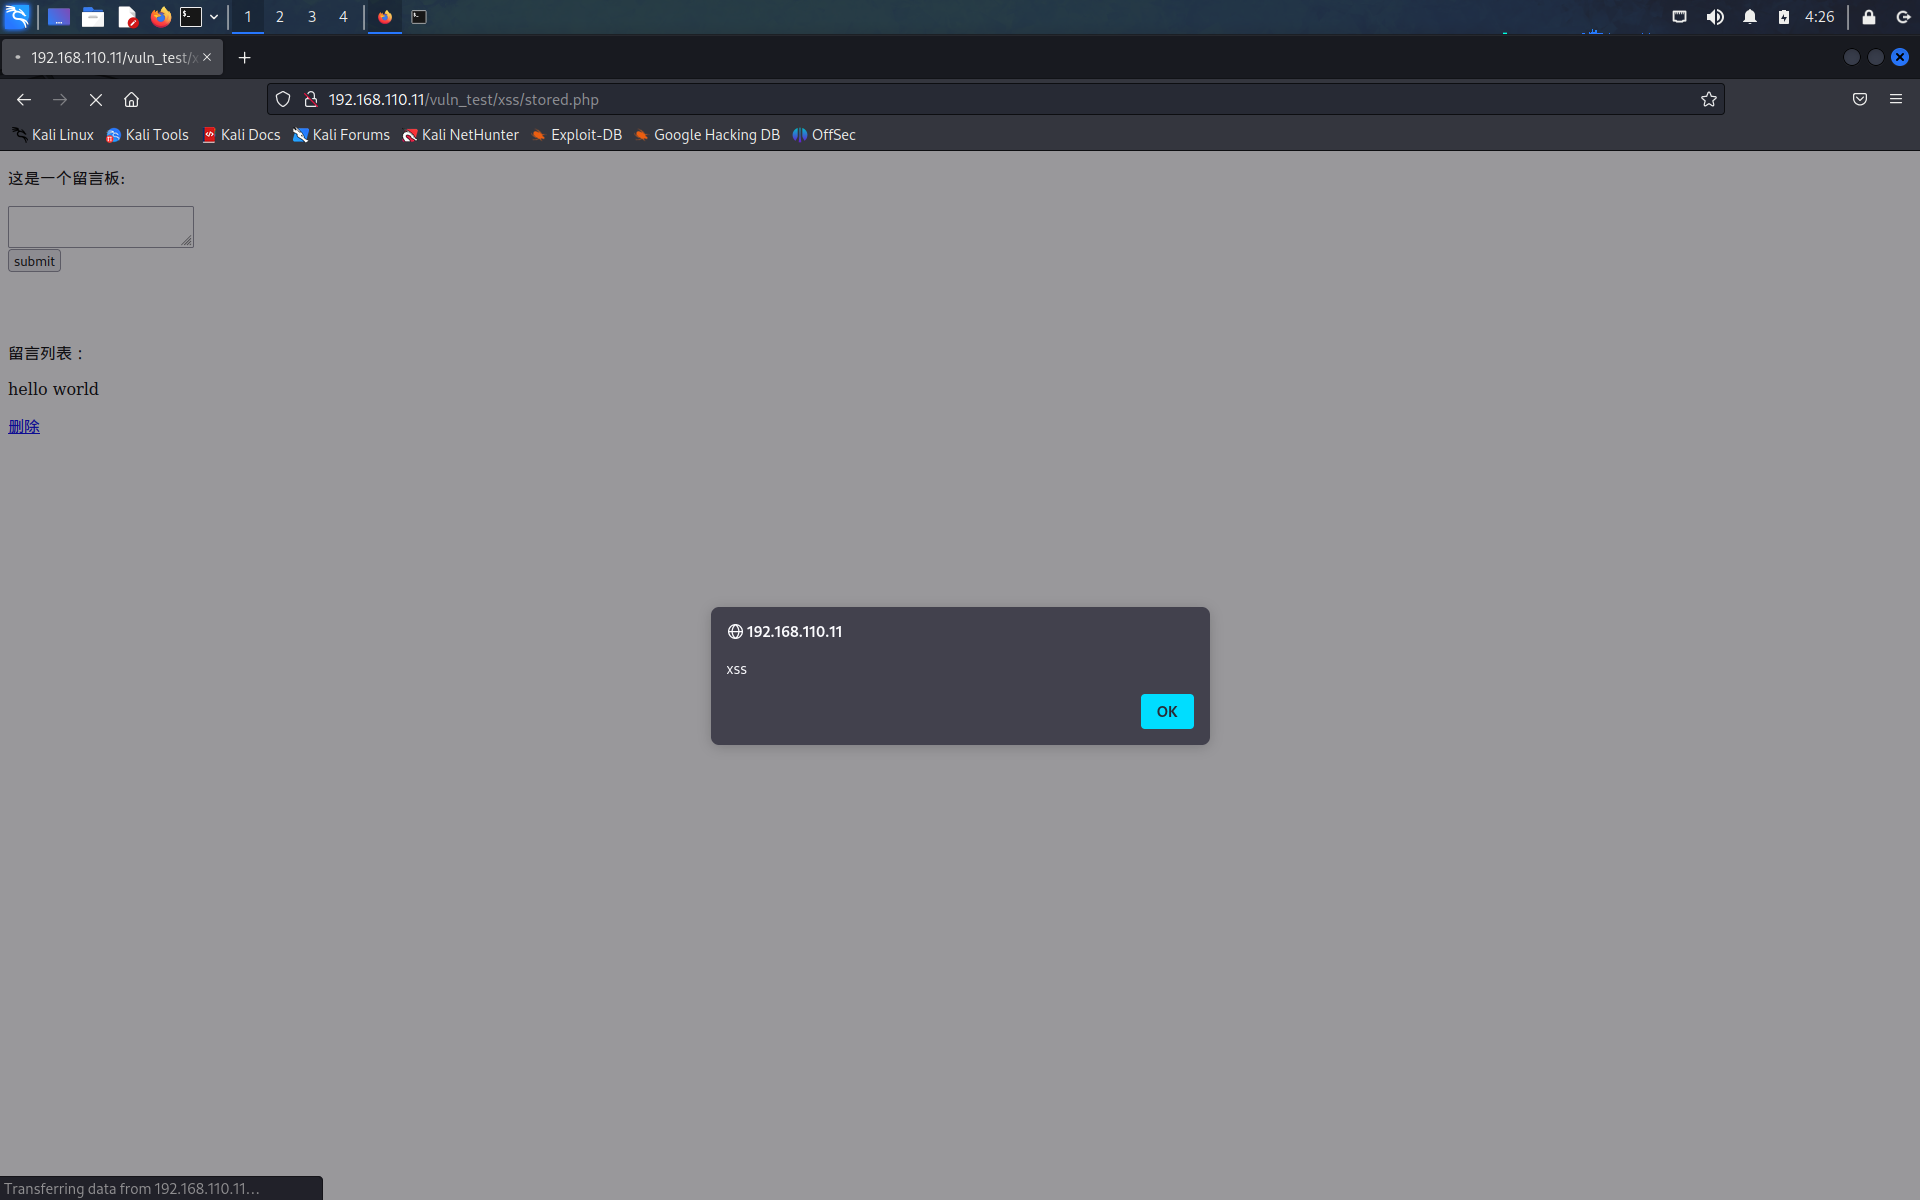 1 2 3 4 4:26
192.168.110.11/vuln_test/x
192.168.110.11/vuln_test/xss/stored.php
Kali Linux Kali Tools Kali Docs Kali Forums Kali NetHunter Exploit-DB Google Hacking DB OffSec
这是一个留言板:
submit
留言列表：
hello world
删除
192.168.110.11
xss
OK
Transferring data from 192.168.110.11…